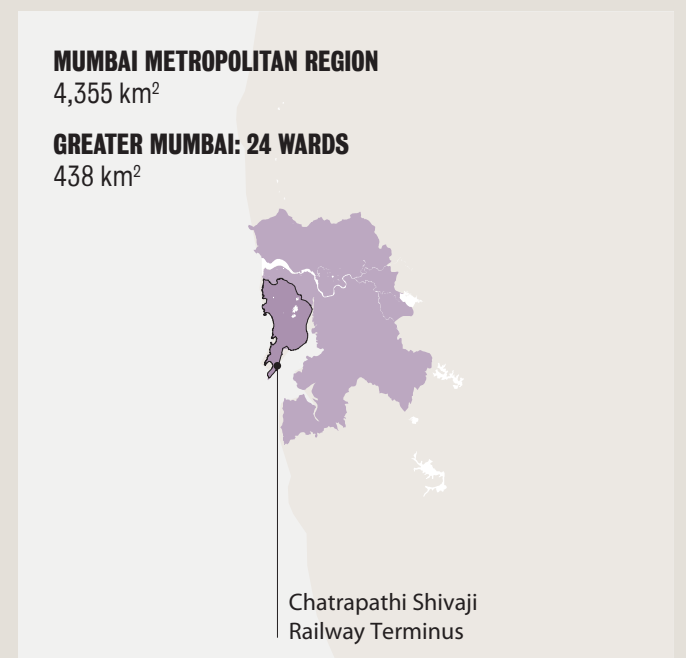 MUMBAI METROPOLITAN REGION
4,355 km²
GREATER MUMBAI: 24 WARDS
438 km²
Chatrapathi Shivaji
Railway Terminus